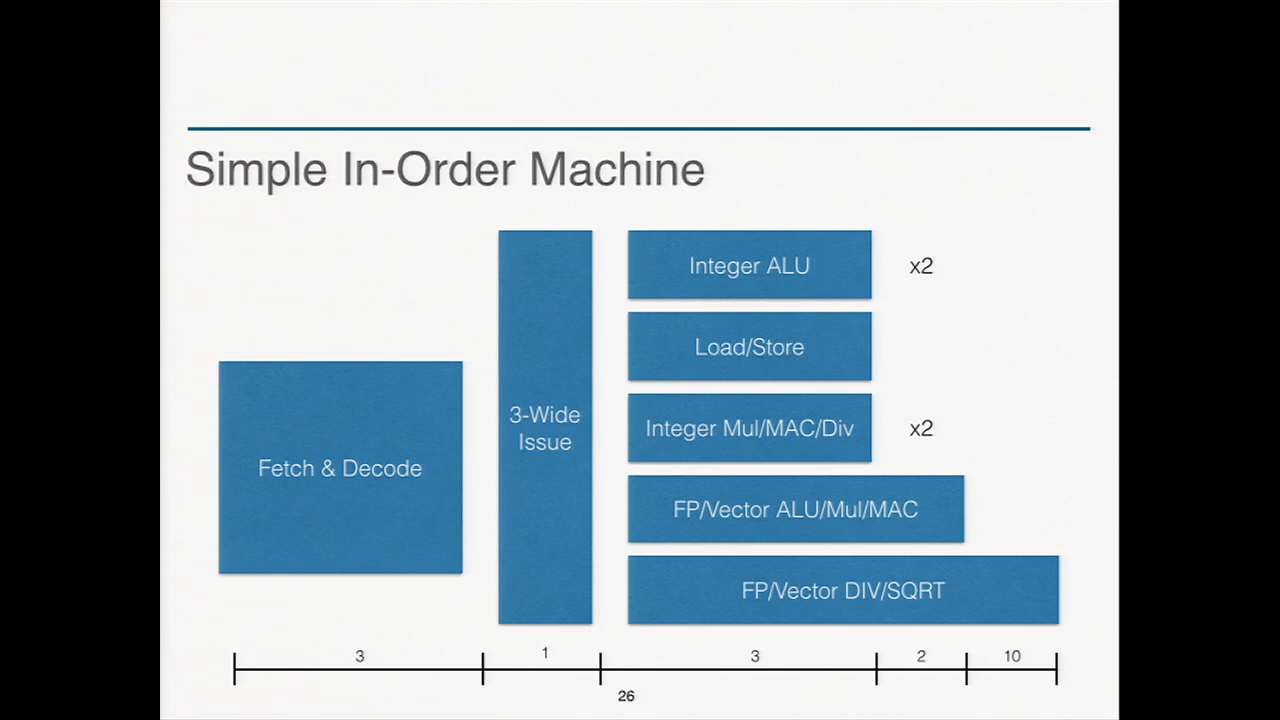 Simple In-Order Machine
Integer ALU
x2
Load/Store
3-Wide
Issue
Integer Mul/MAC/Div
x2
Fetch & Decode
FP/Vector ALU/Mul/MAC
FP/Vector DIV/SQRT
3
1
3
2
10
26